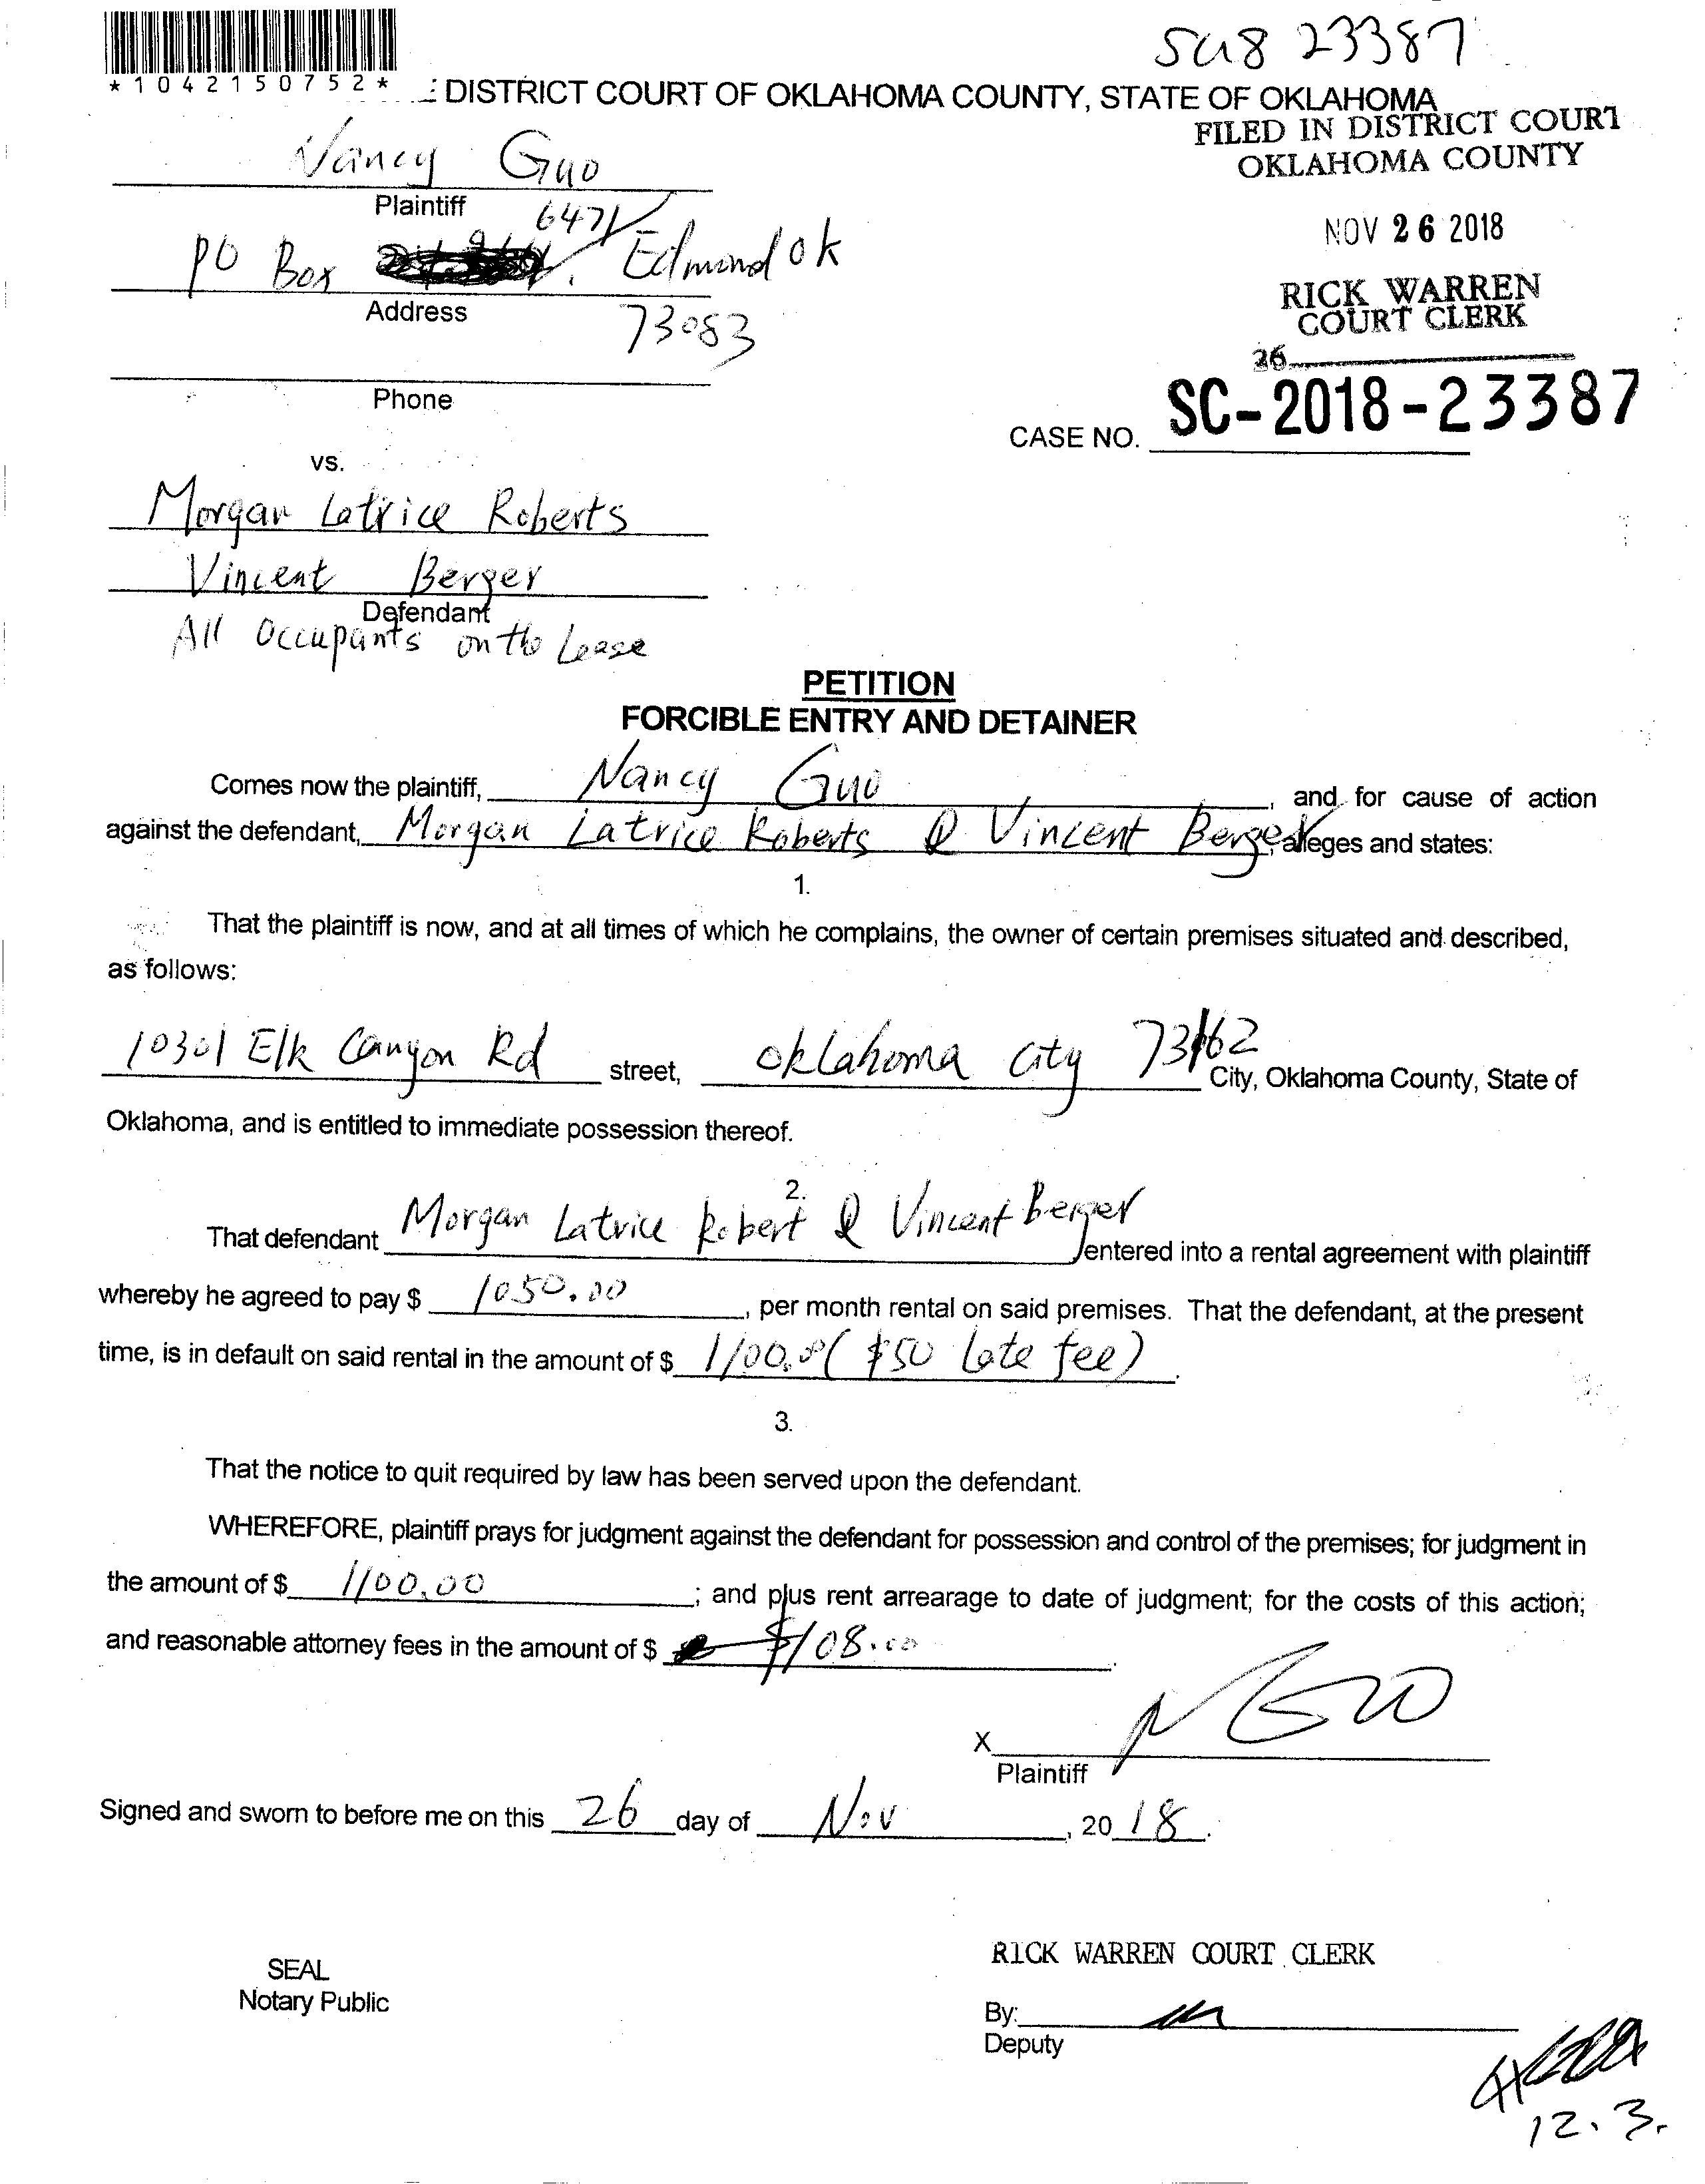 SC18 23387
*1042150752*
: DISTRICT COURT OF OKLAHOMA COUNTY, STATE OF OKLAHOMA
FILED IN DISTRICT COURT
OKLAHOMA COUNTY
Nancy Guo
Plaintiff
NOV 26 2018
6471
PO Box Edmond OK
Address
73083
RICK WARREN
COURT CLERK
26
Phone
CASE NO. SC-2018-23387
vs.
Morgan Latrice Roberts
Vincent Berger
Defendant
All Occupants on the Lease
PETITION
FORCIBLE ENTRY AND DETAINER
Comes now the plaintiff, Nancy Guo, and for cause of action
against the defendant, Morgan Latrice Roberts & Vincent Berger, alleges and states:
1.
That the plaintiff is now, and at all times of which he complains, the owner of certain premises situated and described,
as follows:
10301 Elk Canyon Rd street, Oklahoma City 73162 City, Oklahoma County, State of
Oklahoma, and is entitled to immediate possession thereof.
2.
That defendant Morgan Latrice Robert & Vincent Berger entered into a rental agreement with plaintiff
whereby he agreed to pay $ 1050.00, per month rental on said premises. That the defendant, at the present
time, is in default on said rental in the amount of $ 1100.00 ( $50 late fee).
3.
That the notice to quit required by law has been served upon the defendant.
WHEREFORE, plaintiff prays for judgment against the defendant for possession and control of the premises; for judgment in
the amount of $ 1100.00; and plus rent arrearage to date of judgment; for the costs of this action;
and reasonable attorney fees in the amount of $ $108.00.
X N Guo
Plaintiff
Signed and sworn to before me on this 26 day of Nov, 2018.
SEAL
Notary Public
RICK WARREN COURT CLERK
By:
Deputy
12.3.